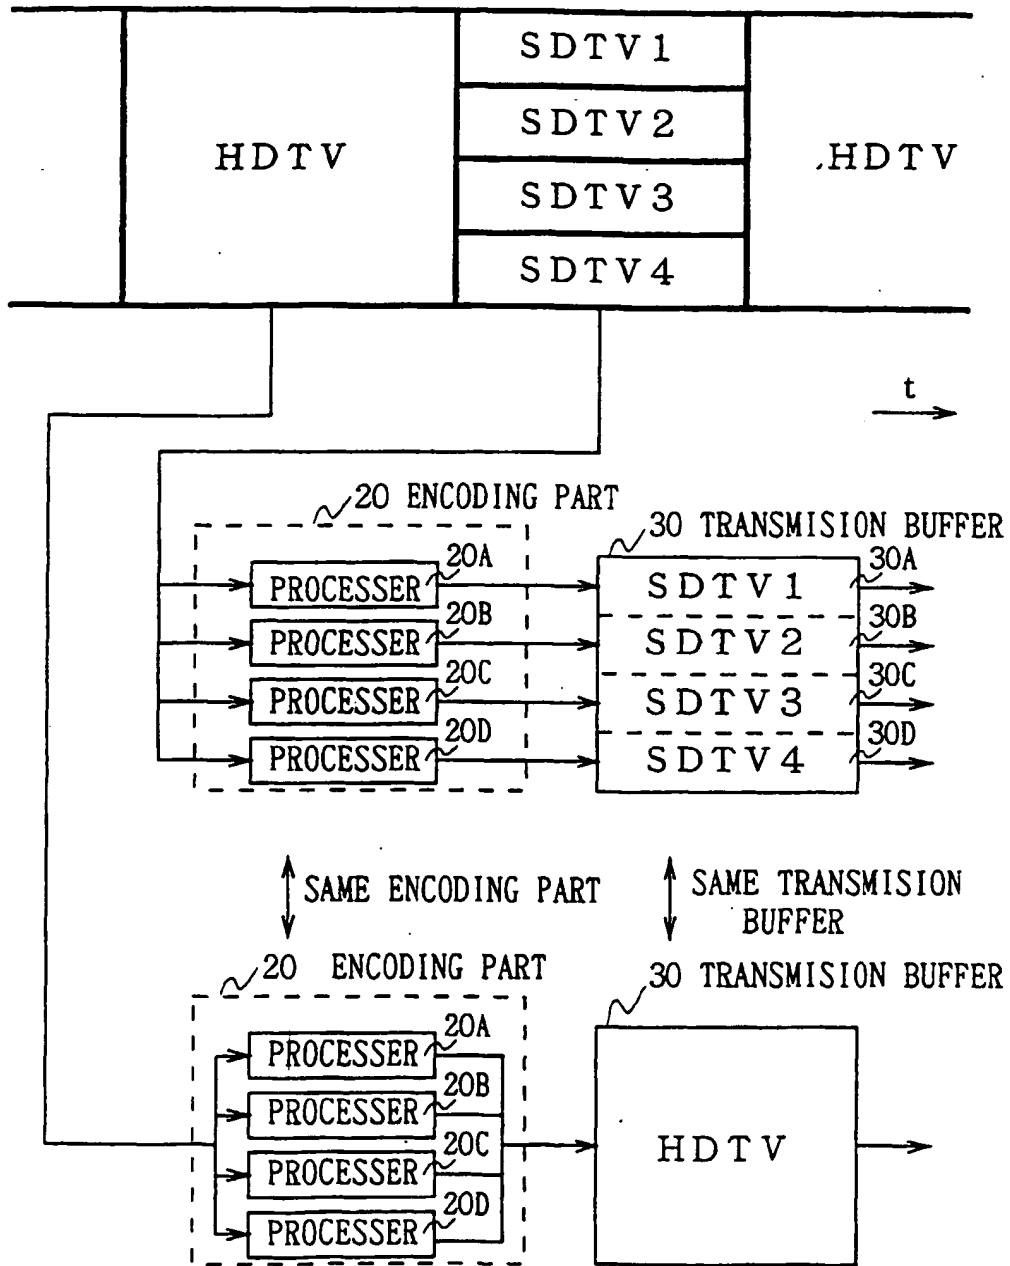 SDTV1
SDTV2
HDTV
HDTV
SDTV3
SDTV4
t
20 ENCODING PART
30 TRANSMISION BUFFER
PROCESSER 20A
SDTV1 30A
PROCESSER 20B
SDTV2 30B
PROCESSER 20C
SDTV3 30C
PROCESSER 20D
SDTV4 30D
SAME ENCODING PART
SAME TRANSMISION
BUFFER
20 ENCODING PART
30 TRANSMISION BUFFER
PROCESSER 20A
PROCESSER 20B
PROCESSER 20C
PROCESSER 20D
HDTV